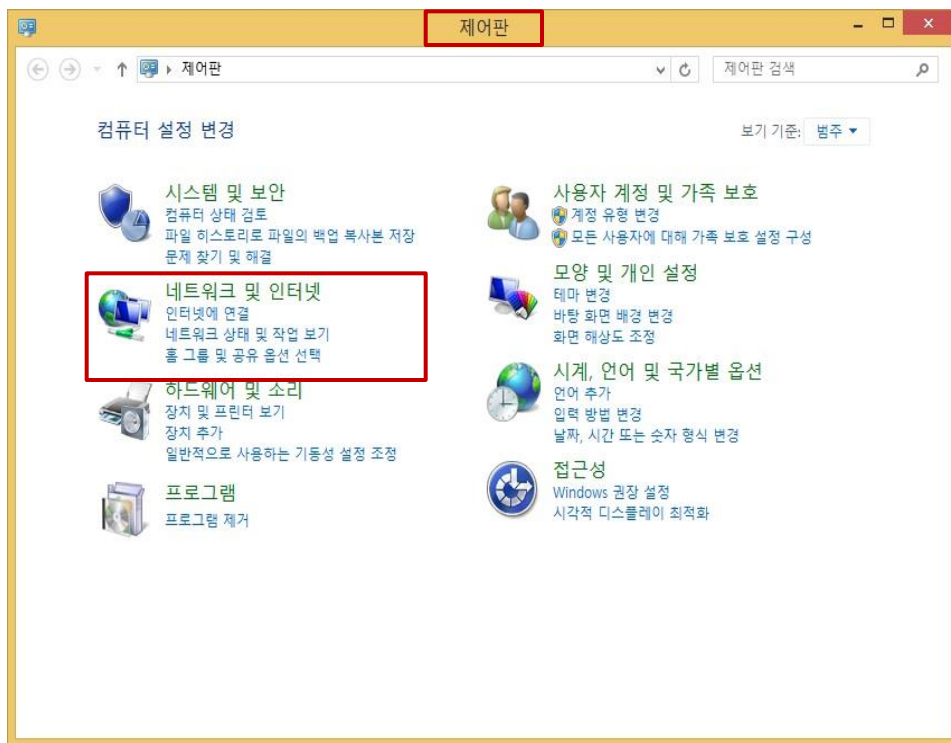 제어판
제어판
제어판 검색
컴퓨터 설정 변경
보기 기준: 범주
시스템 및 보안
컴퓨터 상태 검토
파일 히스토리로 파일의 백업 복사본 저장
문제 찾기 및 해결
네트워크 및 인터넷
인터넷에 연결
네트워크 상태 및 작업 보기
홈 그룹 및 공유 옵션 선택
하드웨어 및 소리
장치 및 프린터 보기
장치 추가
일반적으로 사용하는 기동성 설정 조정
프로그램
프로그램 제거
사용자 계정 및 가족 보호
계정 유형 변경
모든 사용자에 대해 가족 보호 설정 구성
모양 및 개인 설정
테마 변경
바탕 화면 배경 변경
화면 해상도 조정
시계, 언어 및 국가별 옵션
언어 추가
입력 방법 변경
날짜, 시간 또는 숫자 형식 변경
접근성
Windows 권장 설정
시각적 디스플레이 최적화